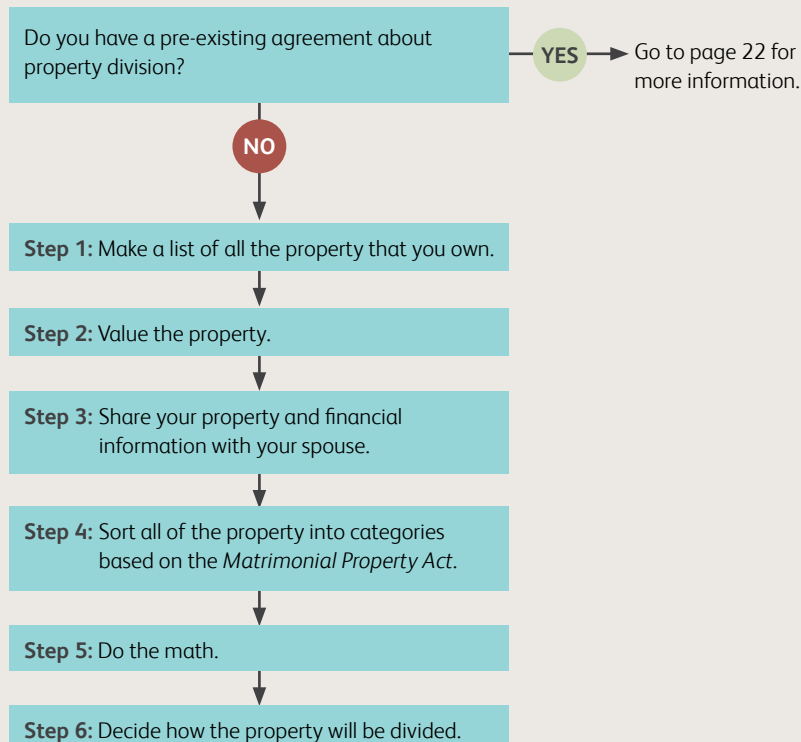 Do you have a pre-existing agreement about
property division?
YES
Go to page 22 for
more information.
NO
Step 1: Make a list of all the property that you own.
Step 2: Value the property.
Step 3: Share your property and financial
information with your spouse.
Step 4: Sort all of the property into categories
based on the Matrimonial Property Act.
Step 5: Do the math.
Step 6: Decide how the property will be divided.